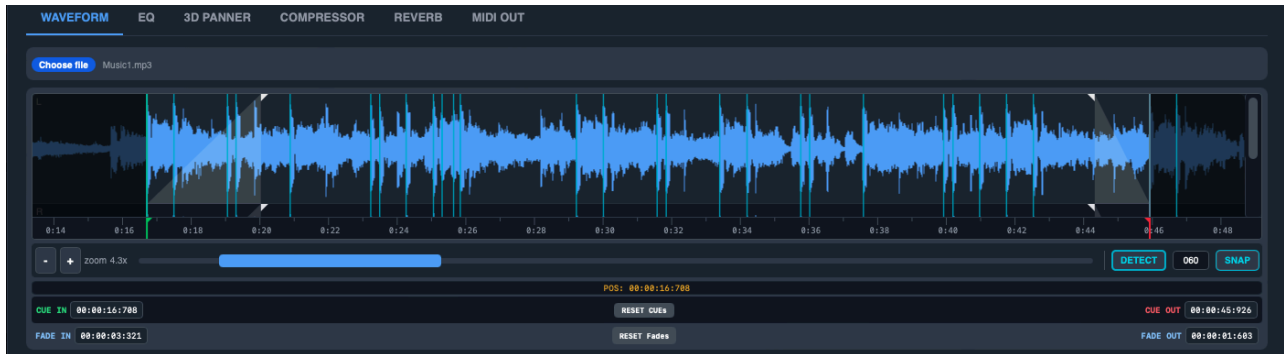 WAVEFORM EQ 3D PANNER COMPRESSOR REVERB MIDI OUT
Choose file Music1.mp3
L
R
0:14 0:16 0:18 0:20 0:22 0:24 0:26 0:28 0:30 0:32 0:34 0:36 0:38 0:40 0:42 0:44 0:46 0:48
- + zoom 4.3x DETECT 060 SNAP
POS: 00:00:16:708
CUE IN 00:00:16:708 RESET CUEs CUE OUT 00:00:45:926
FADE IN 00:00:03:321 RESET Fades FADE OUT 00:00:01:603